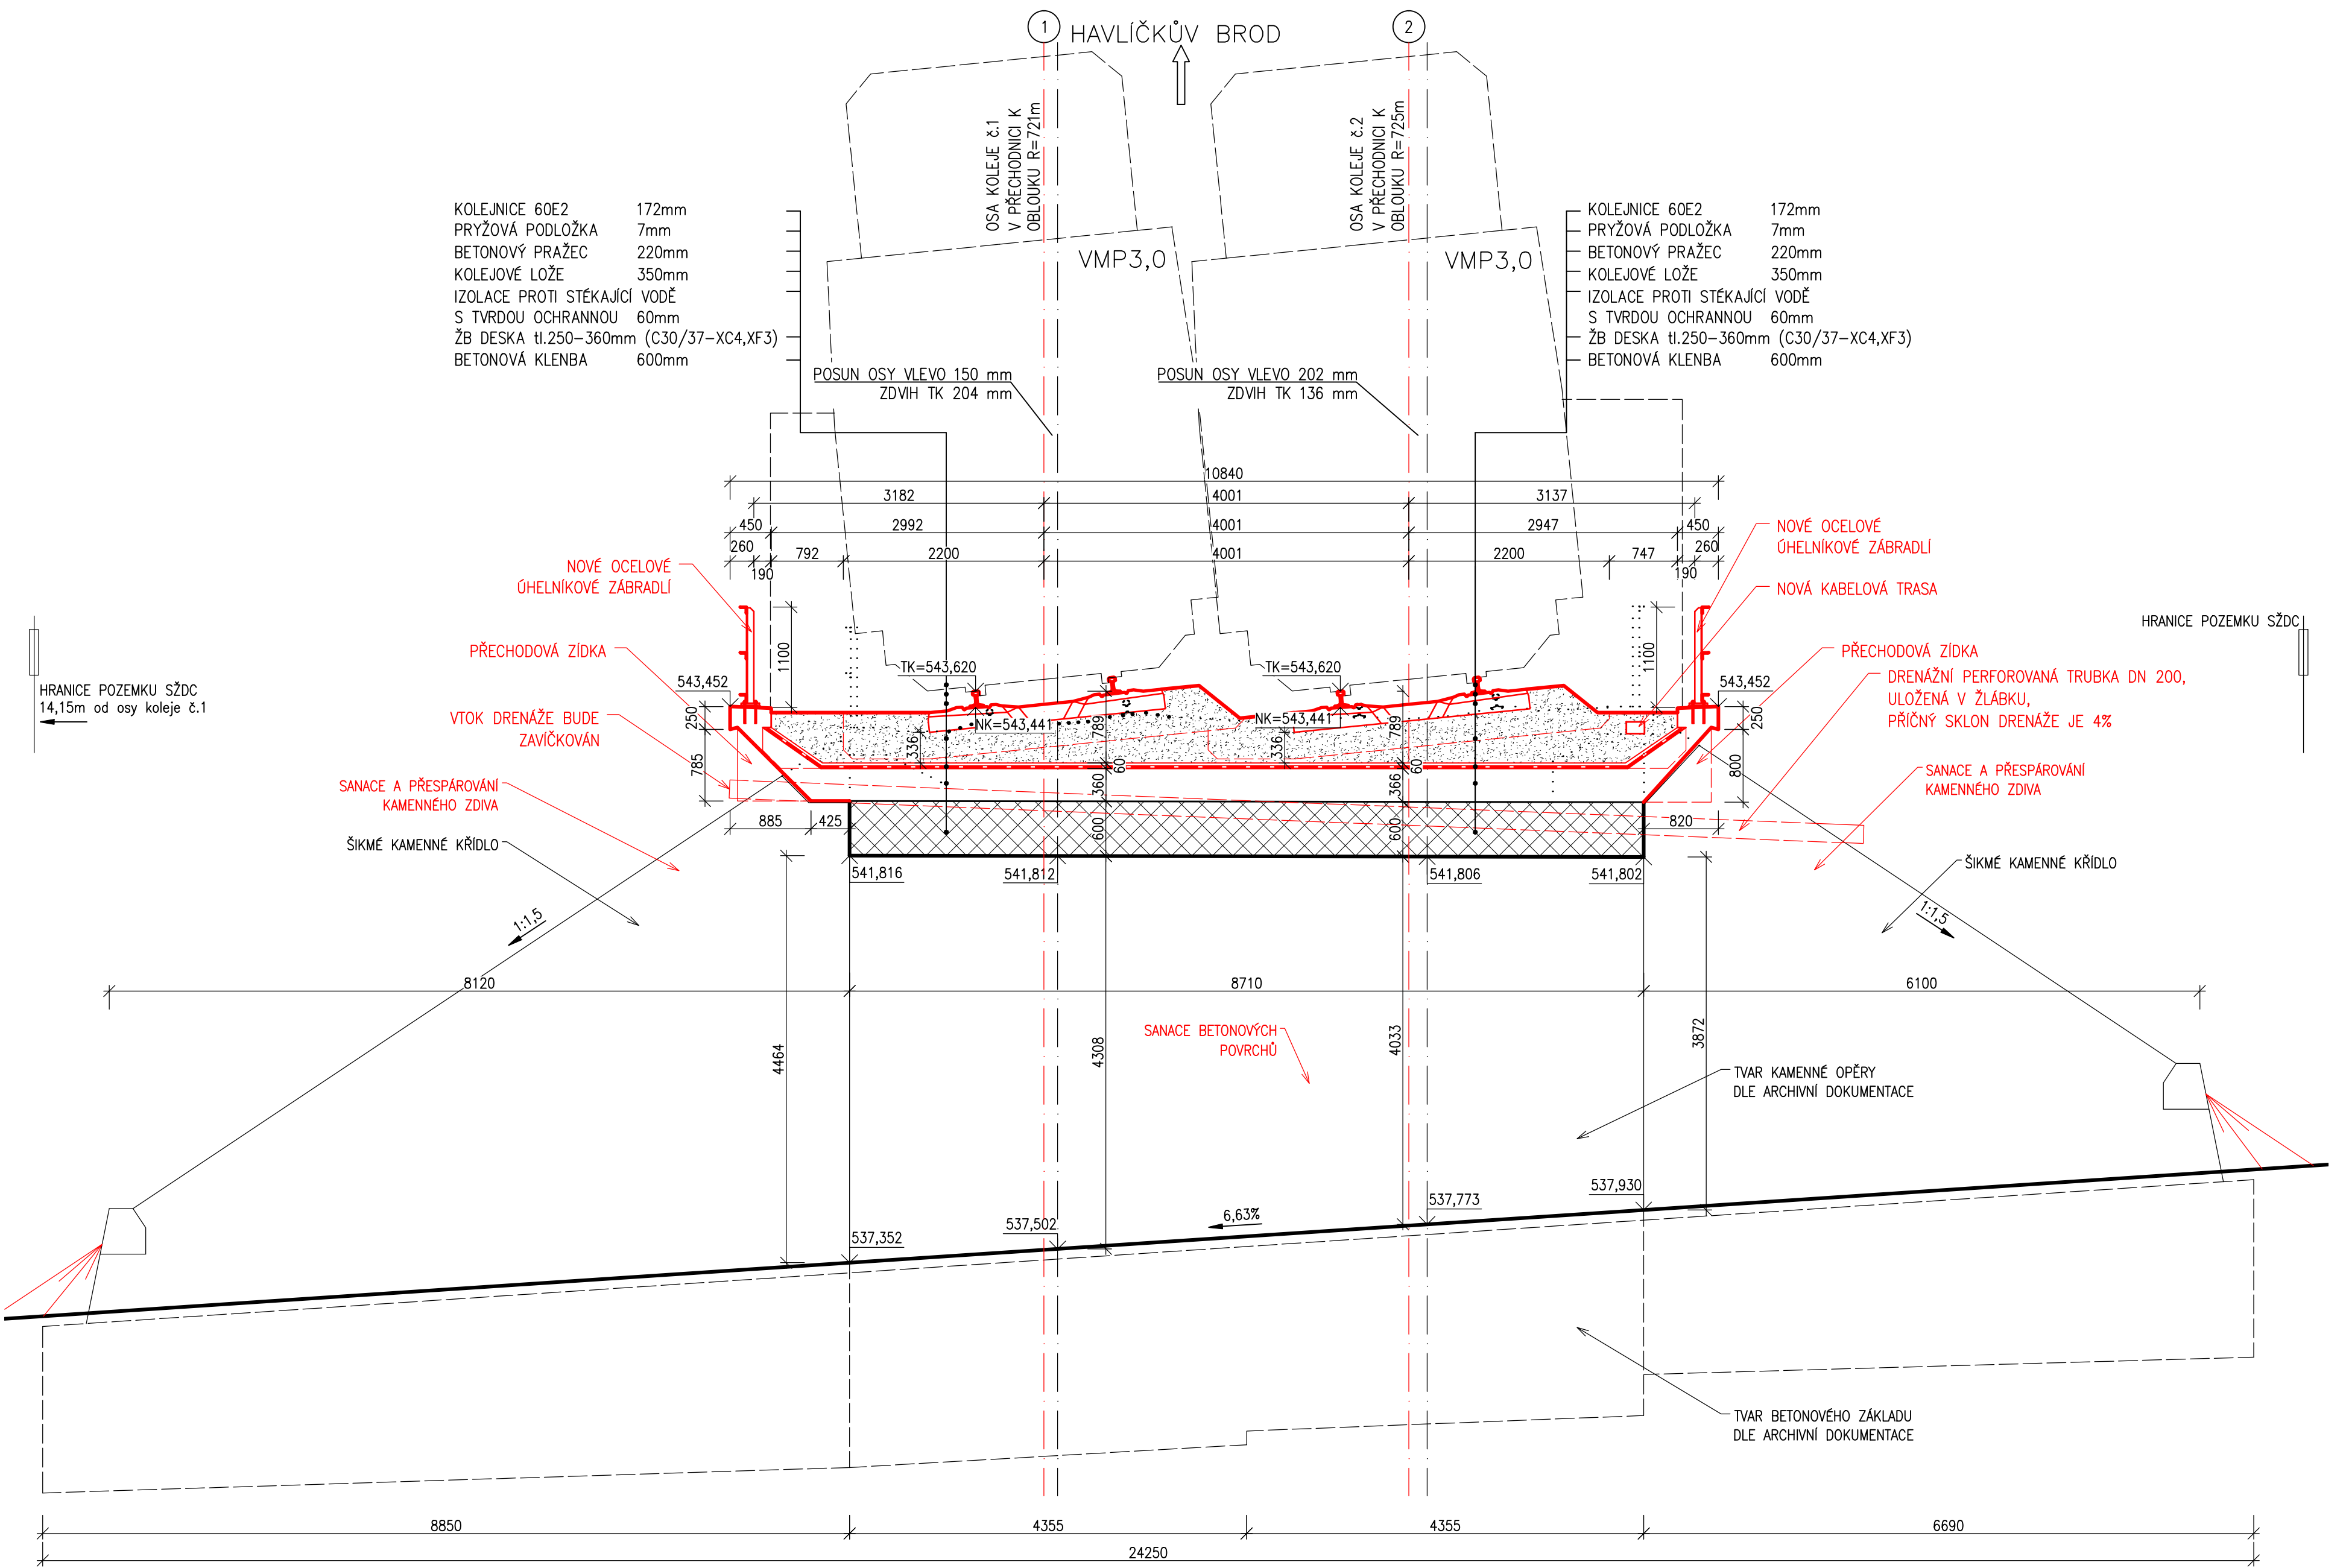 1 HAVLÍČKŮV BROD 2
OSA KOLEJE č.1
V PŘECHODNICI K
OBLOUKU R=721m
OSA KOLEJE č.2
V PŘECHODNICI K
OBLOUKU R=725m
KOLEJNICE 60E2 172mm
PRYŽOVÁ PODLOŽKA 7mm
BETONOVÝ PRAŽEC 220mm
KOLEJOVÉ LOŽE 350mm
IZOLACE PROTI STÉKAJÍCÍ VODĚ
S TVRDOU OCHRANNOU 60mm
ŽB DESKA tl.250-360mm (C30/37-XC4,XF3)
BETONOVÁ KLENBA 600mm
VMP3,0
VMP3,0
KOLEJNICE 60E2 172mm
PRYŽOVÁ PODLOŽKA 7mm
BETONOVÝ PRAŽEC 220mm
KOLEJOVÉ LOŽE 350mm
IZOLACE PROTI STÉKAJÍCÍ VODĚ
S TVRDOU OCHRANNOU 60mm
ŽB DESKA tl.250-360mm (C30/37-XC4,XF3)
BETONOVÁ KLENBA 600mm
POSUN OSY VLEVO 150 mm
ZDVIH TK 204 mm
POSUN OSY VLEVO 202 mm
ZDVIH TK 136 mm
10840
3182 4001 3137
450 2992 4001 2947 450
260 792 2200 4001 2200 747 260
190 190
NOVÉ OCELOVÉ
ÚHELNÍKOVÉ ZÁBRADLÍ
NOVÉ OCELOVÉ
ÚHELNÍKOVÉ ZÁBRADLÍ
NOVÁ KABELOVÁ TRASA
HRANICE POZEMKU SŽDC
PŘECHODOVÁ ZÍDKA
1100
TK=543,620
TK=543,620
1100
PŘECHODOVÁ ZÍDKA
DRENÁŽNÍ PERFOROVANÁ TRUBKA DN 200,
ULOŽENÁ V ŽLÁBKU,
PŘÍČNÝ SKLON DRENÁŽE JE 4%
543,452
543,452
HRANICE POZEMKU SŽDC
14,15m od osy koleje č.1
VTOK DRENÁŽE BUDE
ZAVÍČKOVÁN
250
785
NK=543,441
336
789
60
360
600
NK=543,441
336
789
60
366
600
250
800
SANACE A PŘESPÁROVÁNÍ
KAMENNÉHO ZDIVA
SANACE A PŘESPÁROVÁNÍ
KAMENNÉHO ZDIVA
885 425 820
ŠIKMÉ KAMENNÉ KŘÍDLO
ŠIKMÉ KAMENNÉ KŘÍDLO
541,816 541,812 541,806 541,802
1:1,5
1:1,5
8120 8710 6100
4464
4308
4033
3872
SANACE BETONOVÝCH
POVRCHŮ
TVAR KAMENNÉ OPĚRY
DLE ARCHIVNÍ DOKUMENTACE
537,352 537,502 6,63% 537,773 537,930
TVAR BETONOVÉHO ZÁKLADU
DLE ARCHIVNÍ DOKUMENTACE
8850 4355 4355 6690
24250